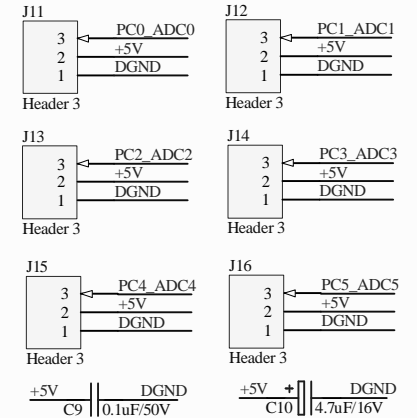 J11
3 PC0_ADC0
2 +5V
1 DGND
Header 3
J12
3 PC1_ADC1
2 +5V
1 DGND
Header 3
J13
3 PC2_ADC2
2 +5V
1 DGND
Header 3
J14
3 PC3_ADC3
2 +5V
1 DGND
Header 3
J15
3 PC4_ADC4
2 +5V
1 DGND
Header 3
J16
3 PC5_ADC5
2 +5V
1 DGND
Header 3
+5V DGND
C9 0.1uF/50V
+5V + DGND
C10 4.7uF/16V